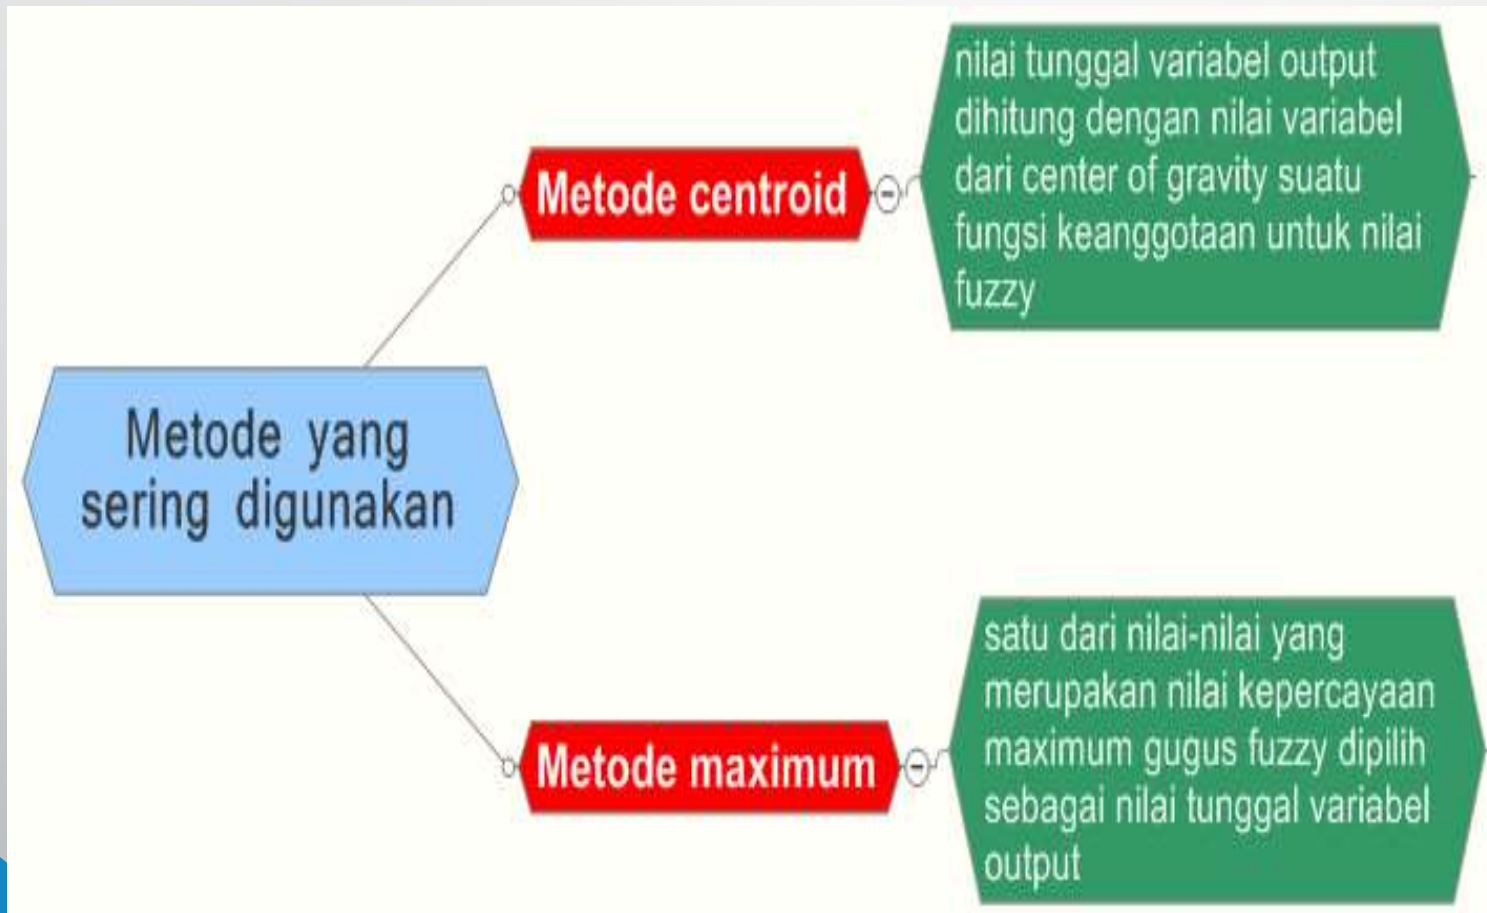 Metode yang
sering digunakan
Metode centroid
nilai tunggal variabel output
dihitung dengan nilai variabel
dari center of gravity suatu
fungsi keanggotaan untuk nilai
fuzzy
Metode maximum
satu dari nilai-nilai yang
merupakan nilai kepercayaan
maximum gugus fuzzy dipilih
sebagai nilai tunggal variabel
output